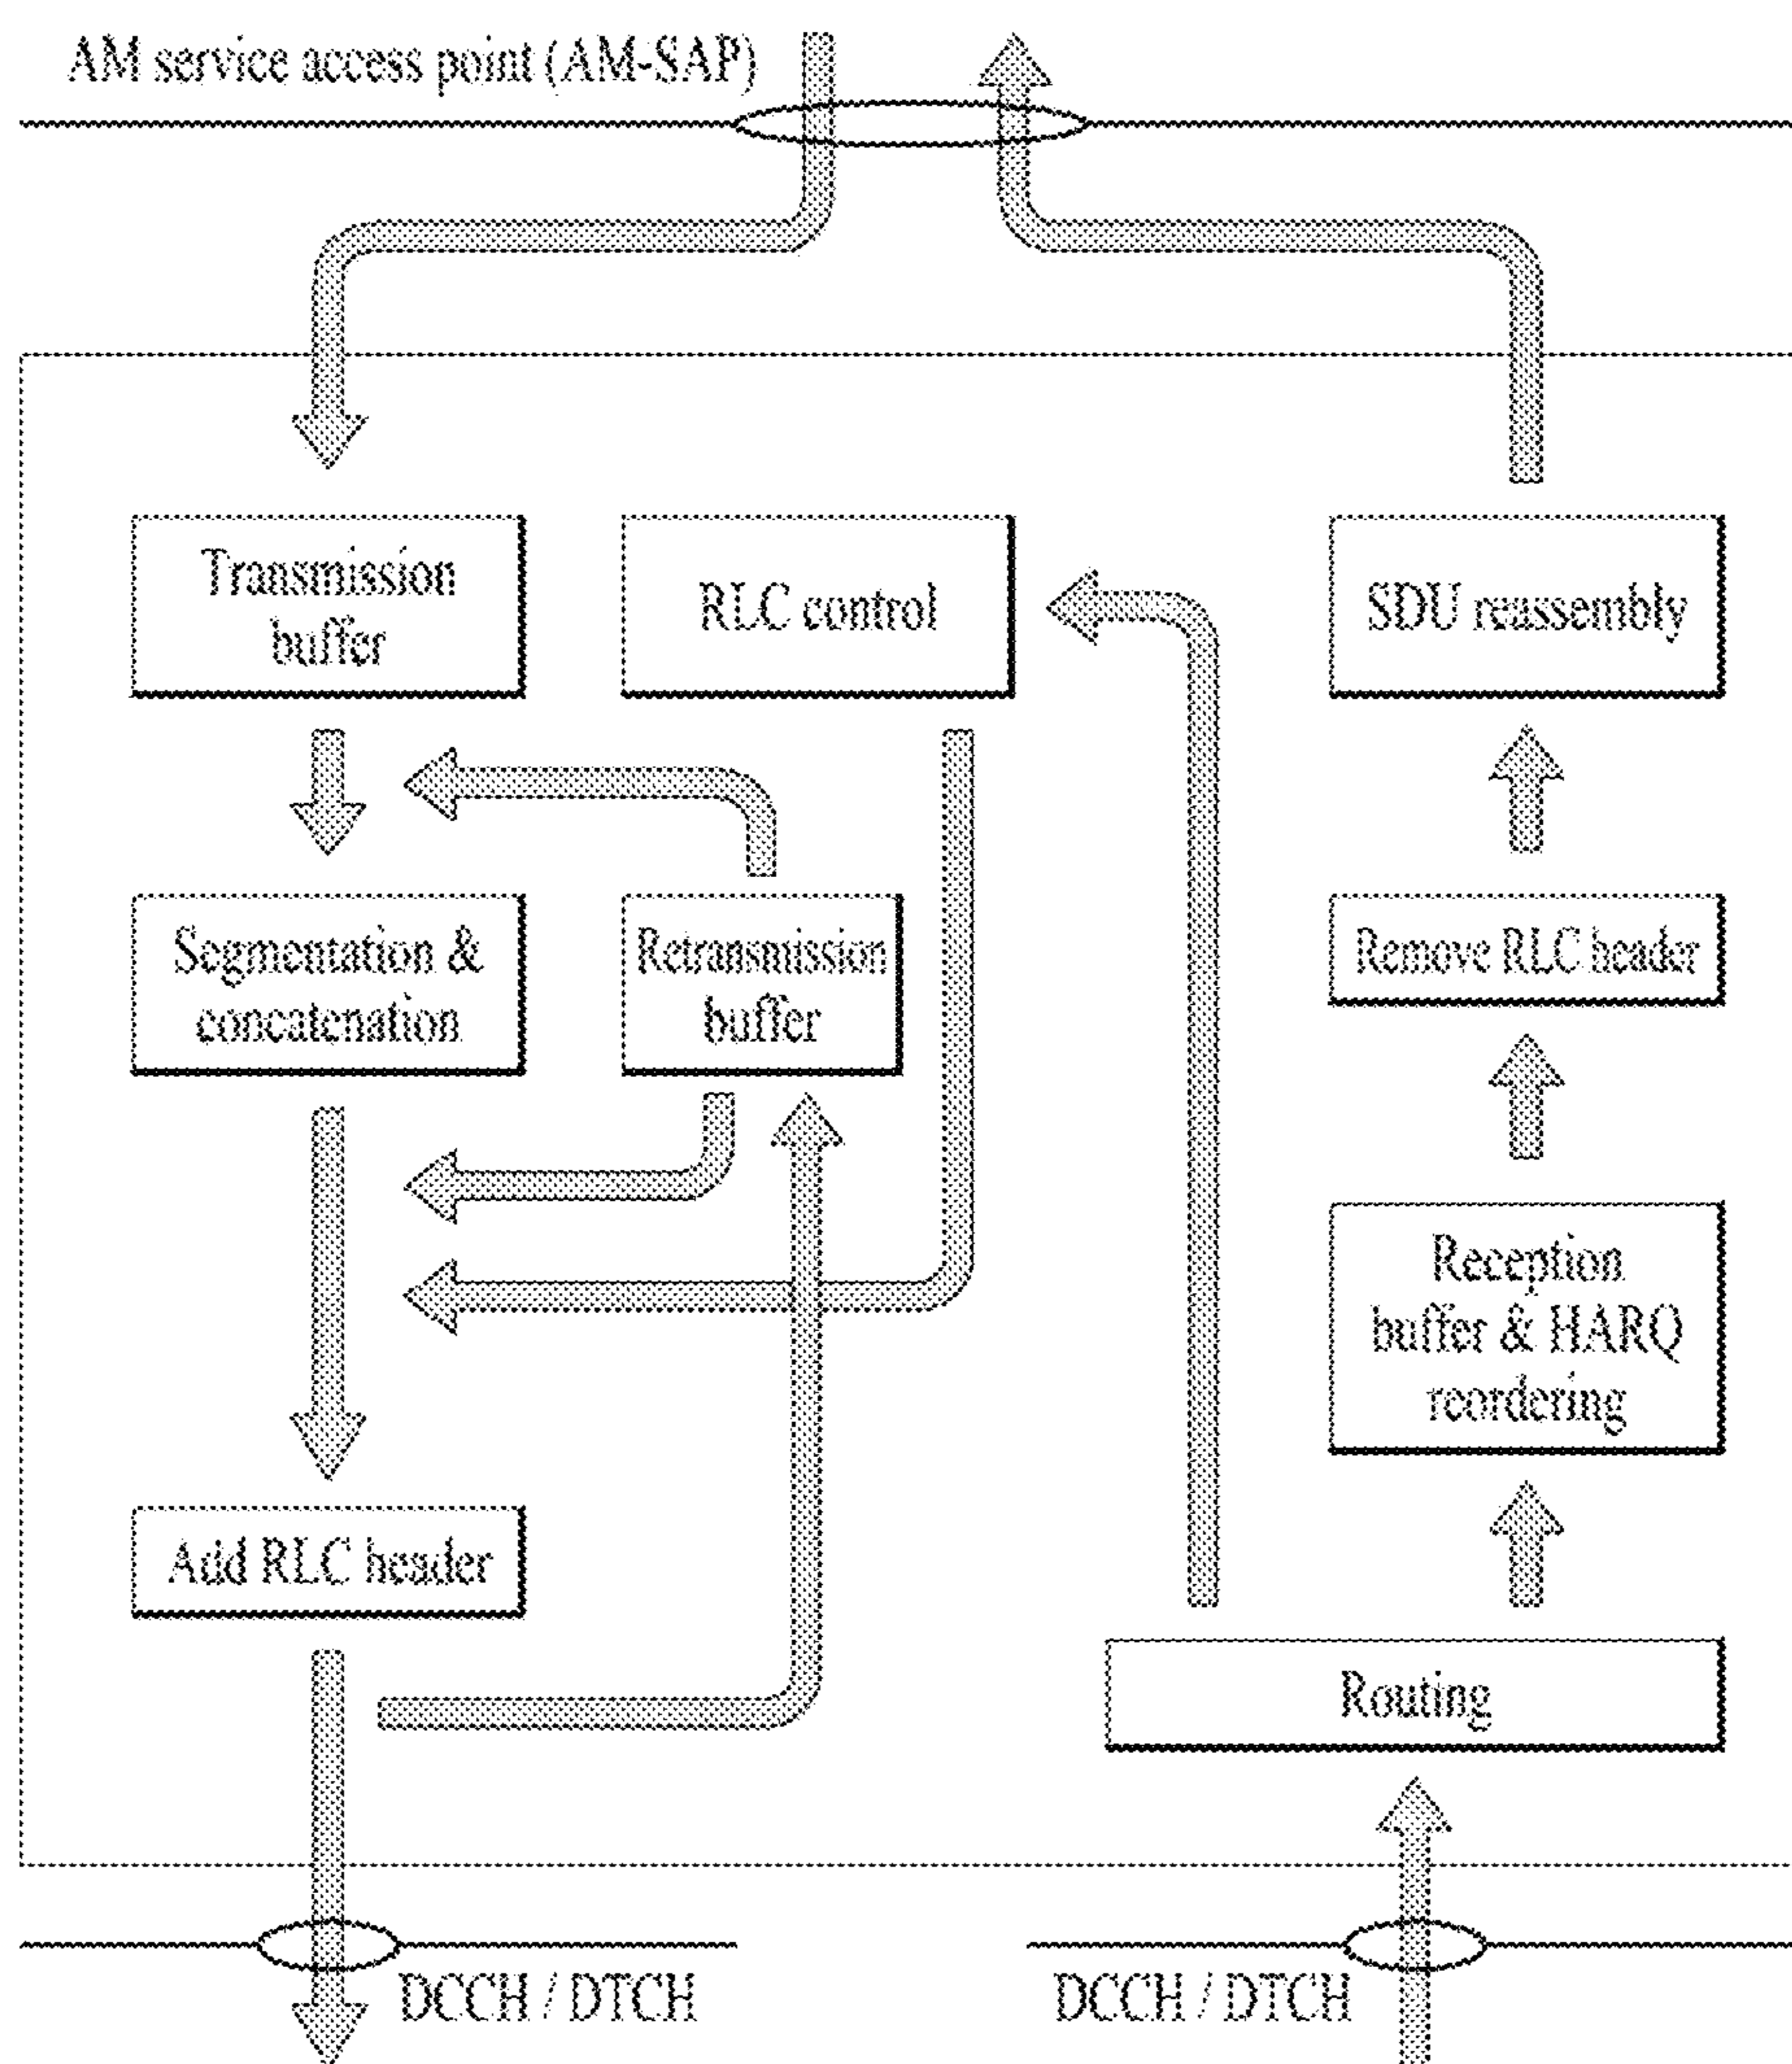 AM service access point (AM-SAP)
Transmission
buffer
RLC control
SDU reassembly
Segmentation &
concatenation
Retransmission
buffer
Remove RLC header
Reception
buffer & HARQ
reordering
Add RLC header
Routing
DCCH / DTCH
DCCH / DTCH